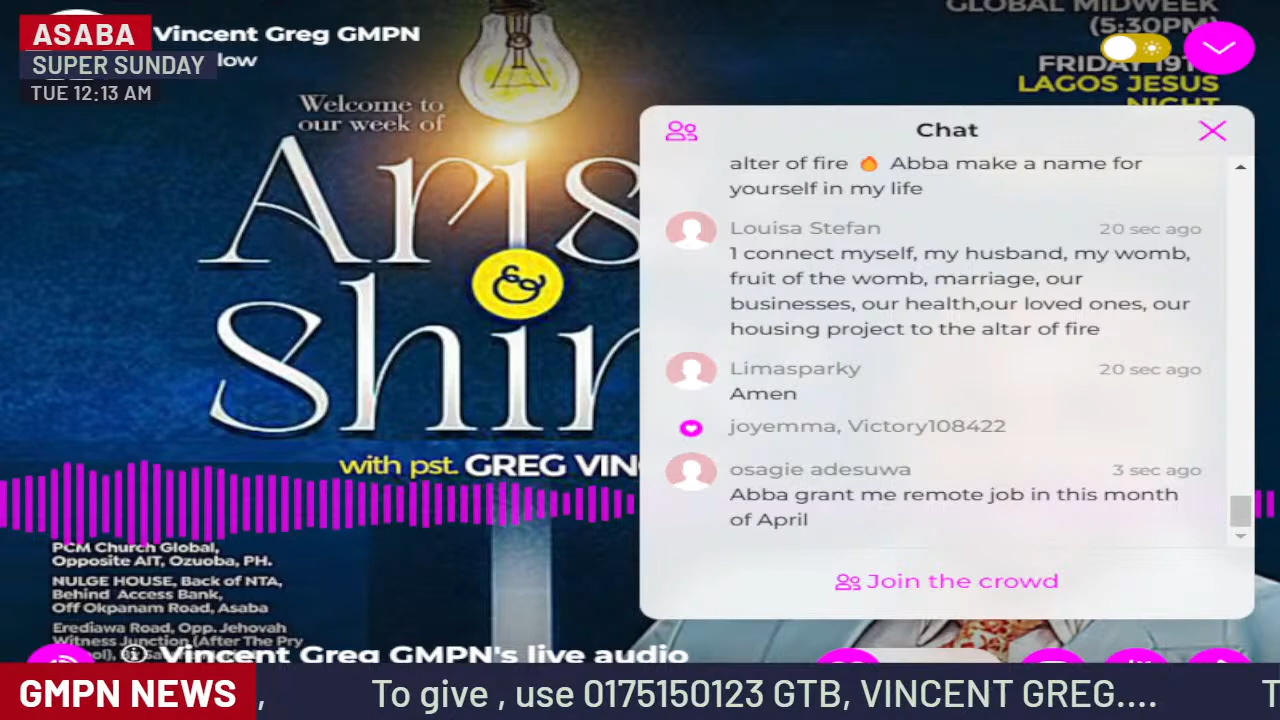 ASABA
Vincent Greg GMPN
SUPER SUNDAY
low
TUE 12:13 AM
GLOBAL MIDWEEK
(5:30PM)
FRIDAY 19T
LAGOS JESUS
NIGHT
Welcome to
our week of
Aris
&
Shin
with pst. GREG VIN
Chat
alter of fire 🔥 Abba make a name for
yourself in my life
Louisa Stefan 20 sec ago
1 connect myself, my husband, my womb,
fruit of the womb, marriage, our
businesses, our health,our loved ones, our
housing project to the altar of fire
Limasparky 20 sec ago
Amen
joyemma, Victory108422
osagie adesuwa 3 sec ago
Abba grant me remote job in this month
of April
Join the crowd
PCM Church Global,
Opposite AIT, Ozuoba, PH.
NULGE HOUSE, Back of NTA,
Behind Access Bank,
Off Okpanam Road, Asaba
Erediawa Road, Opp. Jehovah
Witness Junction (After The Pry
Vincent Greg GMPN's live audio
GMPN NEWS
, To give , use 0175150123 GTB, VINCENT GREG.... T